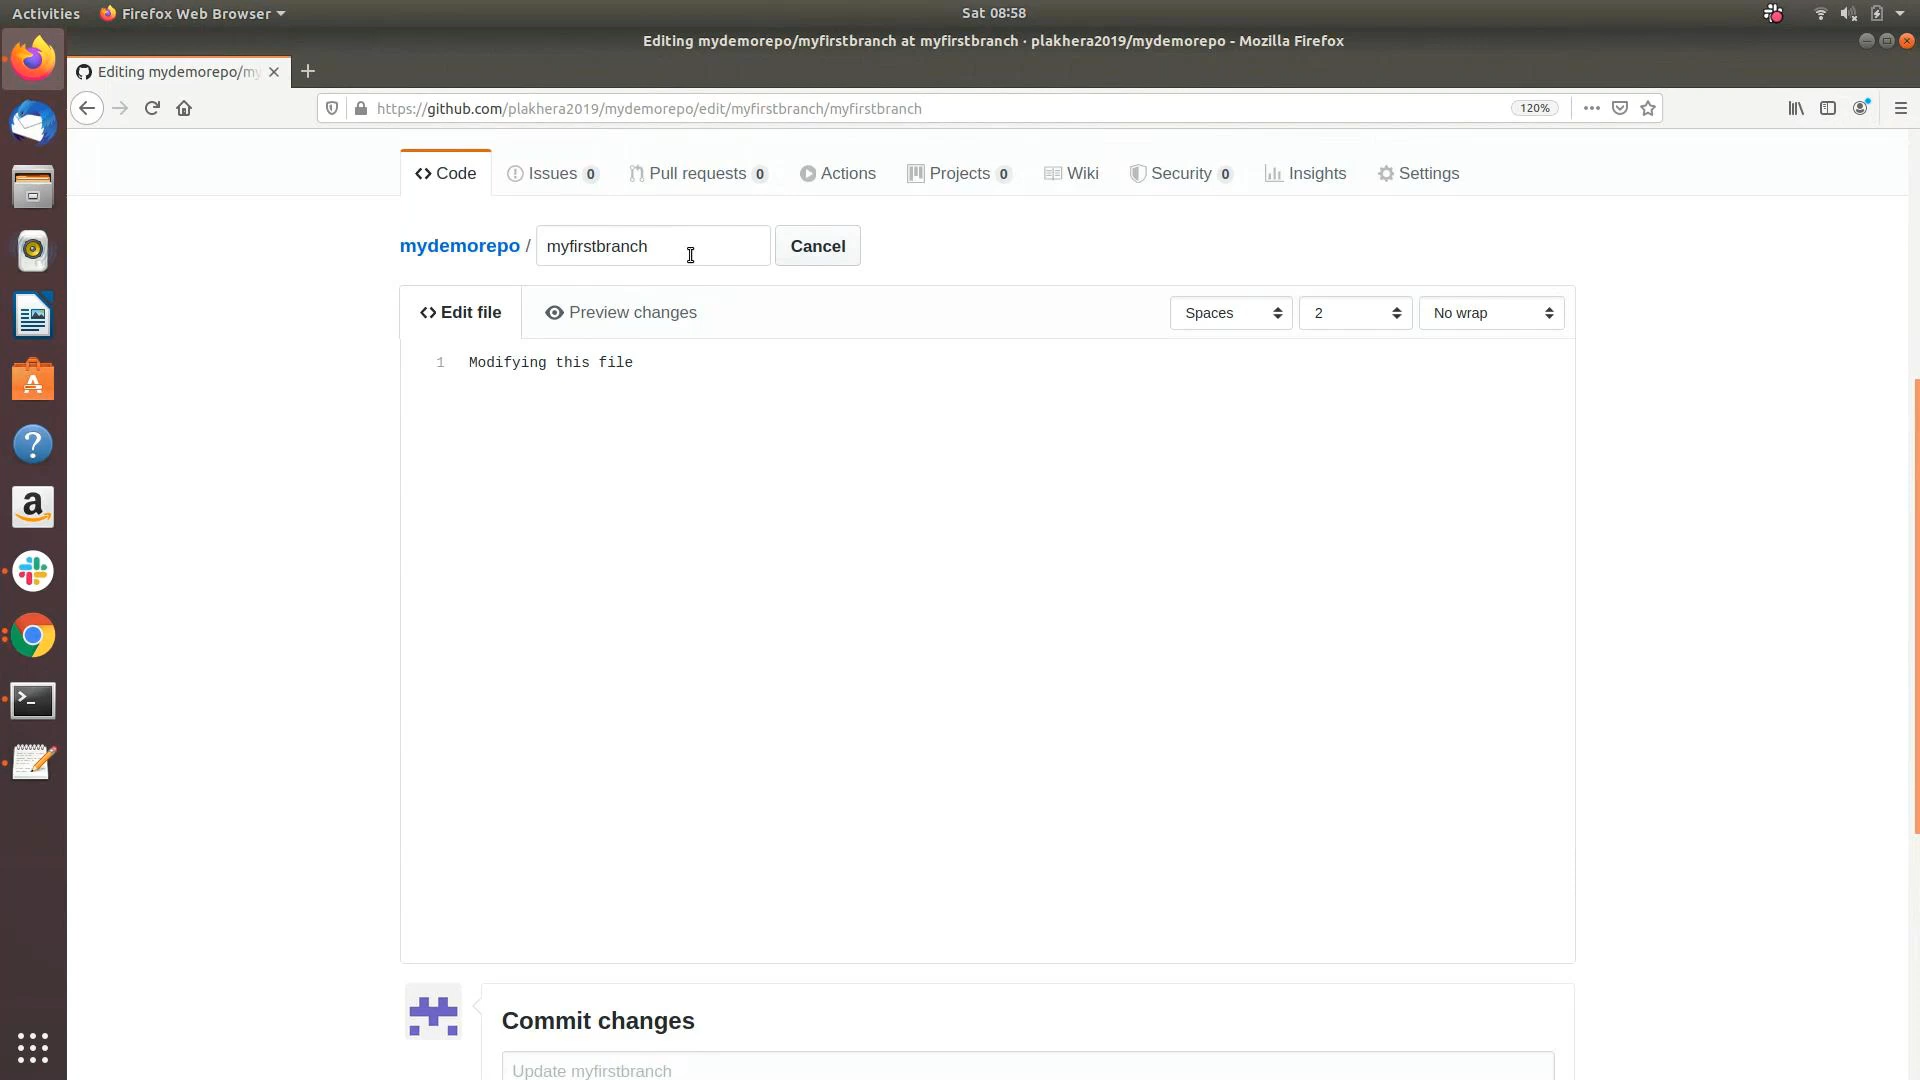 Activities Firefox Web Browser Sat 08:58
Editing mydemorepo/myfirstbranch at myfirstbranch · plakhera2019/mydemorepo - Mozilla Firefox
Editing mydemorepo/my
https://github.com/plakhera2019/mydemorepo/edit/myfirstbranch/myfirstbranch 120%
Code Issues 0 Pull requests 0 Actions Projects 0 Wiki Security 0 Insights Settings
mydemorepo / myfirstbranch Cancel
Edit file Preview changes Spaces 2 No wrap
1 Modifying this file
Commit changes
Update myfirstbranch